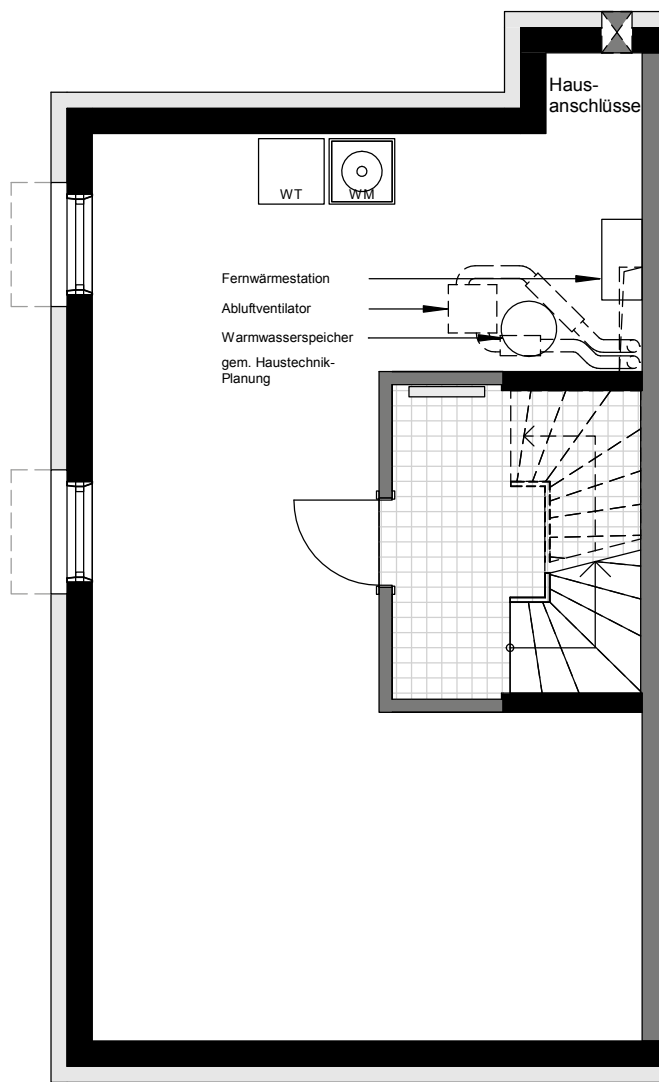 Haus-
anschlüsse
WT
WM
Fernwärmestation
Abluftventilator
Warmwasserspeicher
gem. Haustechnik-
Planung